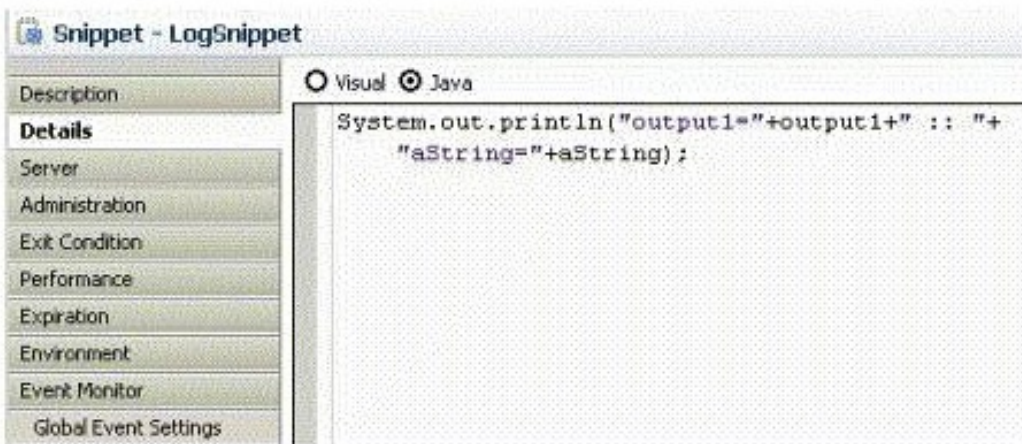 Snippet - LogSnippet
Description
Details
Server
Administration
Exit Condition
Performance
Expiration
Environment
Event Monitor
Global Event Settings
Visual Java
System.out.println("output1="+output1+" :: "+
"aString="+aString);